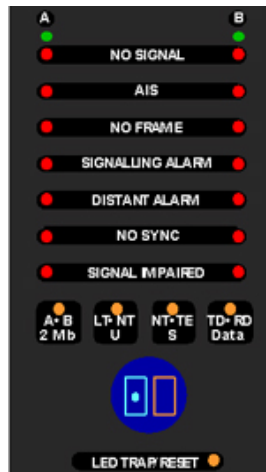 A B
NO SIGNAL
AIS
NO FRAME
SIGNALLING ALARM
DISTANT ALARM
NO SYNC
SIGNAL IMPAIRED
A•B LT•NT NT•TE TD•RD
2 Mb U S Data
LED TRAP/RESET